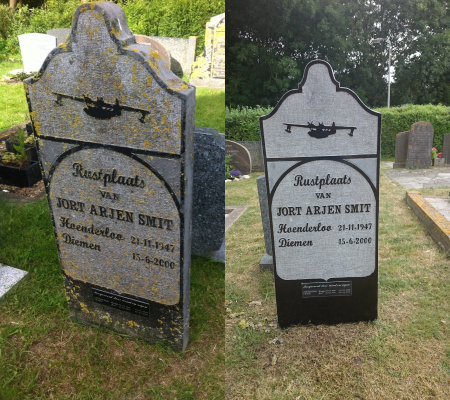 Rustplaats
VAN
JORT ARJEN SMIT
Hoenderloo 21-11-1947
Diemen 15-6-2000
Rustplaats
VAN
JORT ARJEN SMIT
Hoenderloo 21-11-1947
Diemen 15-6-2000